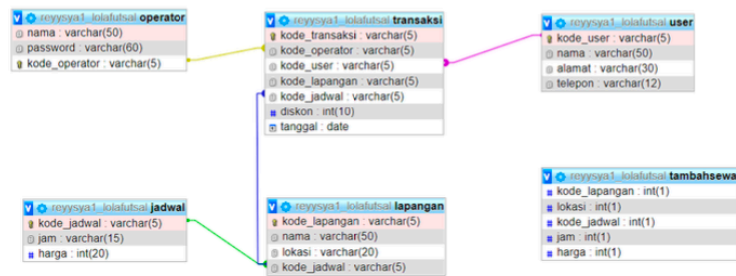 reyysya1_lolafutsal operator
nama : varchar(50)
password : varchar(60)
kode_operator : varchar(5)
reyysya1_lolafutsal transaksi
kode_transaksi : varchar(5)
kode_operator : varchar(5)
kode_user : varchar(5)
kode_lapangan : varchar(5)
kode_jadwal : varchar(5)
diskon : int(10)
tanggal : date
reyysya1_lolafutsal user
kode_user : varchar(5)
nama : varchar(50)
alamat : varchar(30)
telepon : varchar(12)
reyysya1_lolafutsal jadwal
kode_jadwal : varchar(5)
jam : varchar(15)
harga : int(20)
reyysya1_lolafutsal lapangan
kode_lapangan : varchar(5)
nama : varchar(50)
lokasi : varchar(20)
kode_jadwal : varchar(5)
reyysya1_lolafutsal tambahsewa
kode_lapangan : int(1)
lokasi : int(1)
kode_jadwal : int(1)
jam : int(1)
harga : int(1)